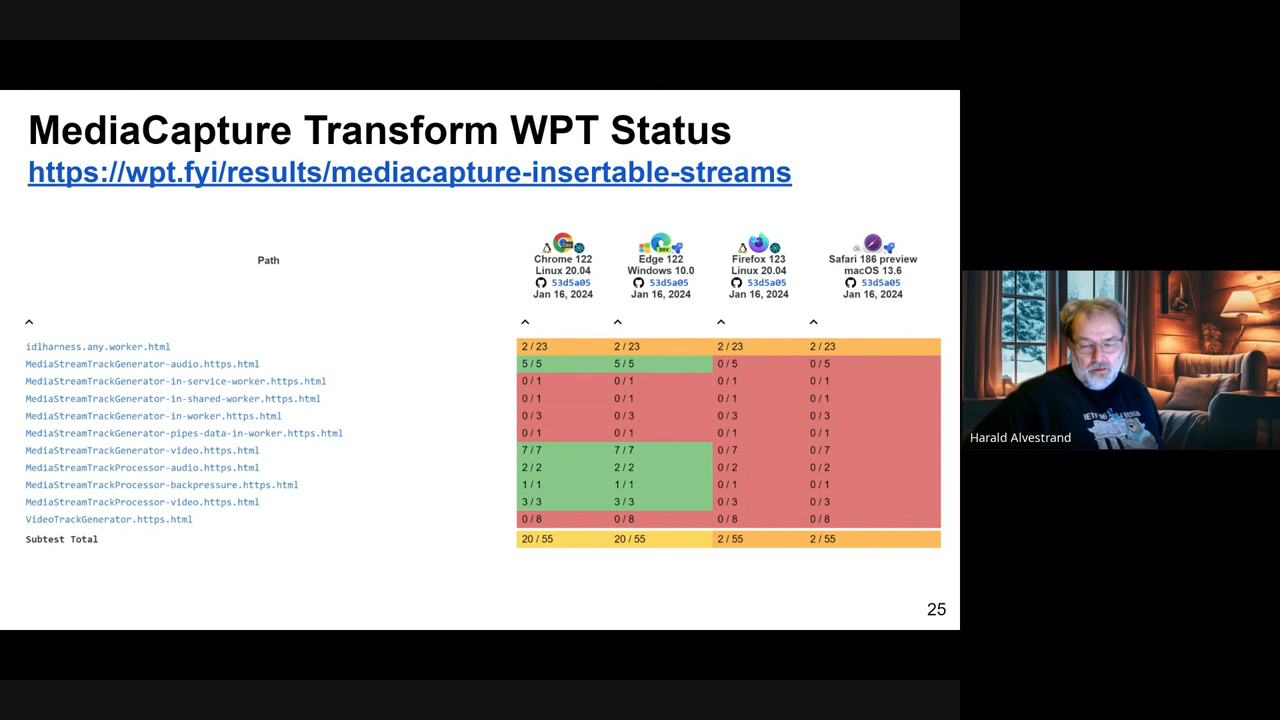 MediaCapture Transform WPT Status
https://wpt.fyi/results/mediacapture-insertable-streams
Path
Chrome 122
Linux 20.04
53d5a05
Jan 16, 2024
Edge 122
Windows 10.0
53d5a05
Jan 16, 2024
Firefox 123
Linux 20.04
53d5a05
Jan 16, 2024
Safari 186 preview
macOS 13.6
53d5a05
Jan 16, 2024
idlharness.any.worker.html 2 / 23 2 / 23 2 / 23 2 / 23
MediaStreamTrackGenerator-audio.https.html 5 / 5 5 / 5 0 / 5 0 / 5
MediaStreamTrackGenerator-in-service-worker.https.html 0 / 1 0 / 1 0 / 1 0 / 1
MediaStreamTrackGenerator-in-shared-worker.https.html 0 / 1 0 / 1 0 / 1 0 / 1
MediaStreamTrackGenerator-in-worker.https.html 0 / 3 0 / 3 0 / 3 0 / 3
MediaStreamTrackGenerator-pipes-data-in-worker.https.html 0 / 1 0 / 1 0 / 1 0 / 1
MediaStreamTrackGenerator-video.https.html 7 / 7 7 / 7 0 / 7 0 / 7
MediaStreamTrackProcessor-audio.https.html 2 / 2 2 / 2 0 / 2 0 / 2
MediaStreamTrackProcessor-backpressure.https.html 1 / 1 1 / 1 0 / 1 0 / 1
MediaStreamTrackProcessor-video.https.html 3 / 3 3 / 3 0 / 3 0 / 3
VideoTrackGenerator.https.html 0 / 8 0 / 8 0 / 8 0 / 8
Subtest Total 20 / 55 20 / 55 2 / 55 2 / 55
25
Harald Alvestrand